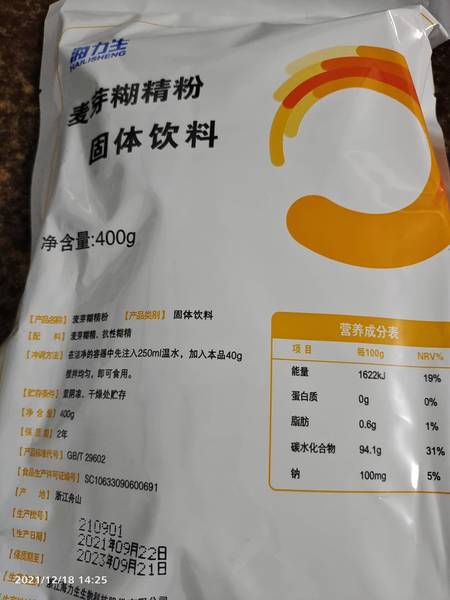 海力生
HAILISHENG
麦芽糊精粉
固体饮料
净含量:400g
【产品名称】麦芽糊精粉 【产品类别】固体饮料
【配 料】麦芽糊精、抗性糊精
【冲调方法】在洁净的容器中先注入250ml温水，加入本品40g
搅拌均匀，即可食用。
【贮存条件】置阴凉、干燥处贮存
【净 含 量】400g
【保 质 期】2年
【产品标准代号】GB/T 29602
【食品生产许可证编号】SC10633090600691
【产 地】浙江舟山
【生产批号】210901
【生产日期】2021年09月22日
【保质期至】2023年09月21日
营养成分表
项目 每100g NRV%
能量 1622kJ 19%
蛋白质 0g 0%
脂肪 0.6g 1%
碳水化合物 94.1g 31%
钠 100mg 5%
2021/12/18 14:25